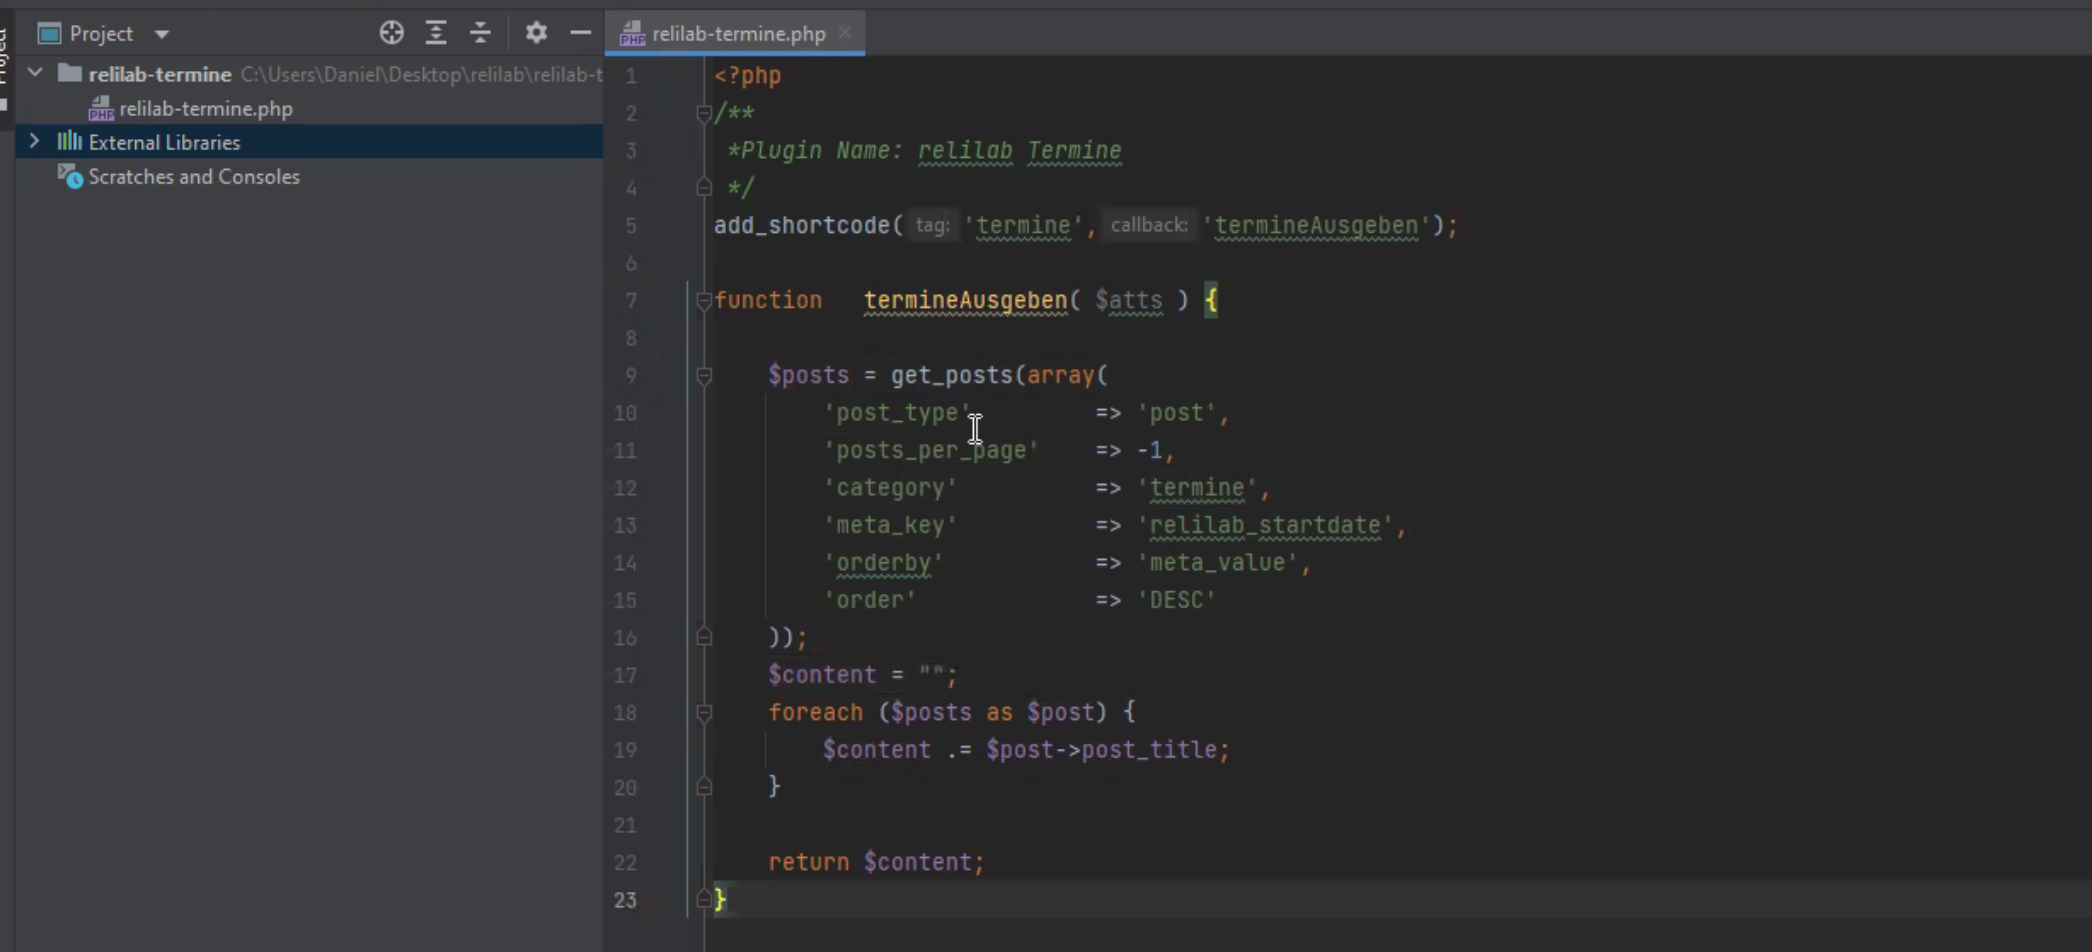 Project
relilab-termine C:\Users\Daniel\Desktop\relilab\relilab-t
relilab-termine.php
External Libraries
Scratches and Consoles
Project
relilab-termine.php
1 <?php
2 /**
3 *Plugin Name: relilab Termine
4 */
5 add_shortcode( tag: 'termine', callback: 'termineAusgeben');
6
7 function termineAusgeben( $atts ) {
8
9 $posts = get_posts(array(
10 'post_type' => 'post',
11 'posts_per_page' => -1,
12 'category' => 'termine',
13 'meta_key' => 'relilab_startdate',
14 'orderby' => 'meta_value',
15 'order' => 'DESC'
16 ));
17 $content = "";
18 foreach ($posts as $post) {
19 $content .= $post->post_title;
20 }
21
22 return $content;
23 }